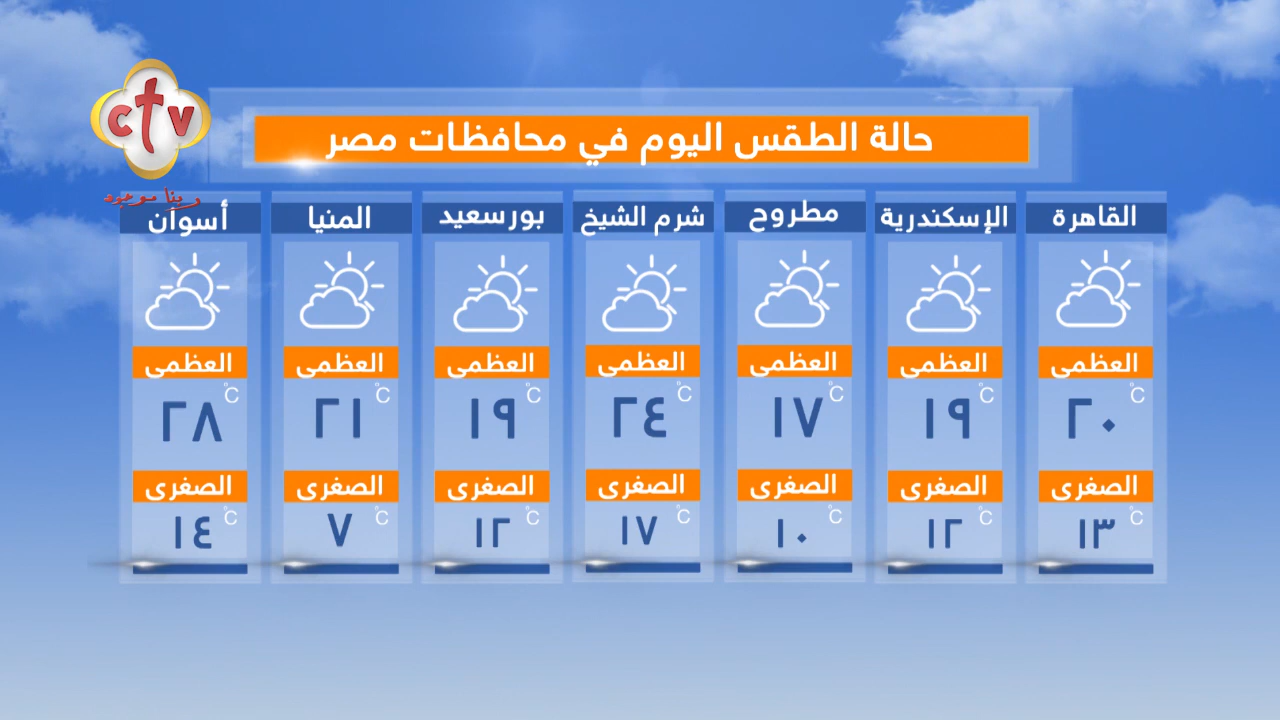 ctv
ربنا موجود
حالة الطقس اليوم في محافظات مصر
القاهرة
العظمى
٢٠ °C
الصغرى
١٣ °C
الإسكندرية
العظمى
١٩ °C
الصغرى
١٢ °C
مطروح
العظمى
١٧ °C
الصغرى
١٠ °C
شرم الشيخ
العظمى
٢٤ °C
الصغرى
١٧ °C
بورسعيد
العظمى
١٩ °C
الصغرى
١٢ °C
المنيا
العظمى
٢١ °C
الصغرى
٧ °C
أسوان
العظمى
٢٨ °C
الصغرى
١٤ °C